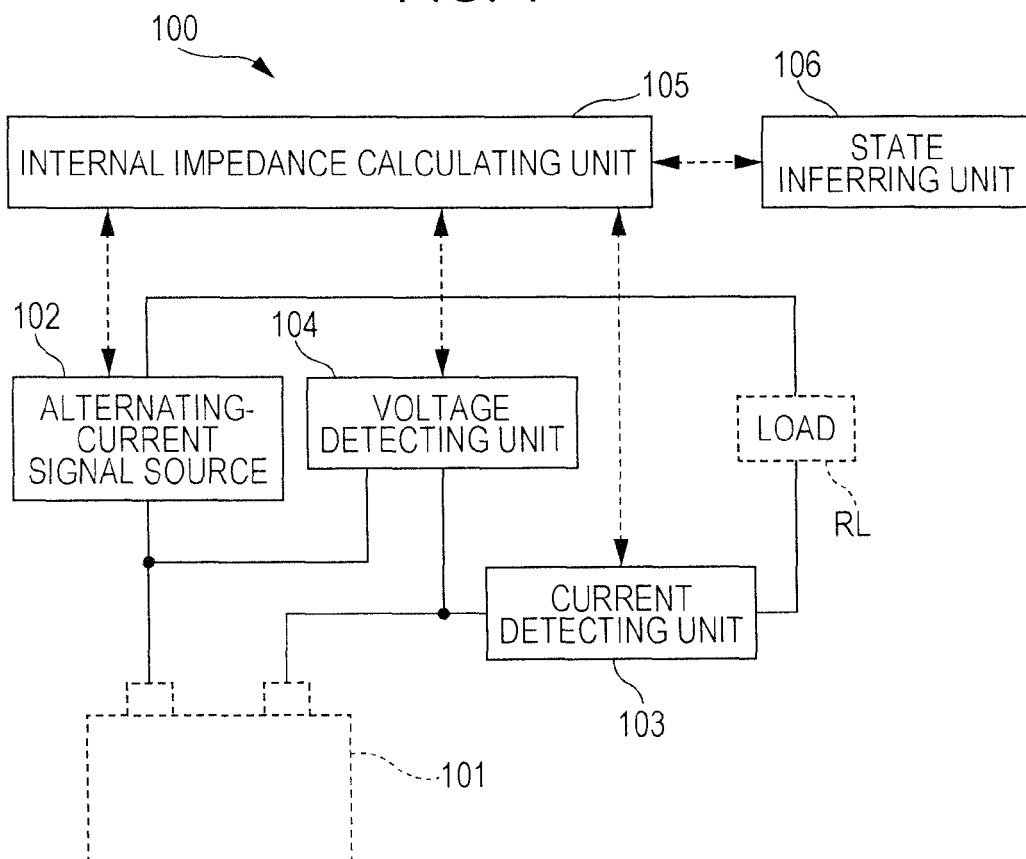 100
105
106
INTERNAL IMPEDANCE CALCULATING UNIT
STATE
INFERRING UNIT
102
104
ALTERNATING-
CURRENT
SIGNAL SOURCE
VOLTAGE
DETECTING UNIT
LOAD
RL
CURRENT
DETECTING UNIT
103
101